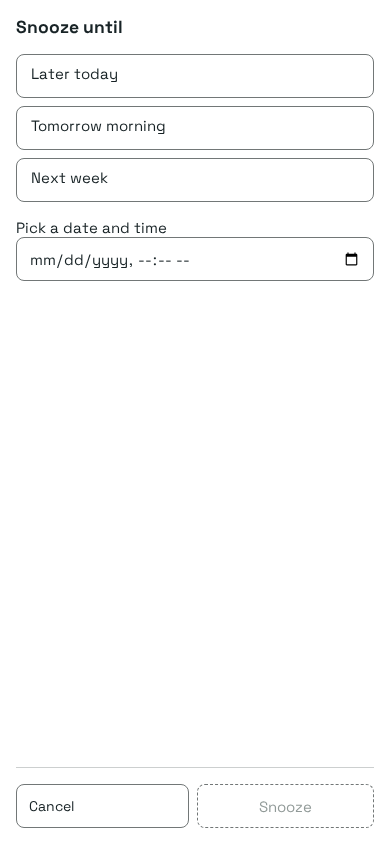 Snooze until
Later today
Tomorrow morning
Next week
Pick a date and time
mm/dd/yyyy, --:-- --
Cancel
Snooze